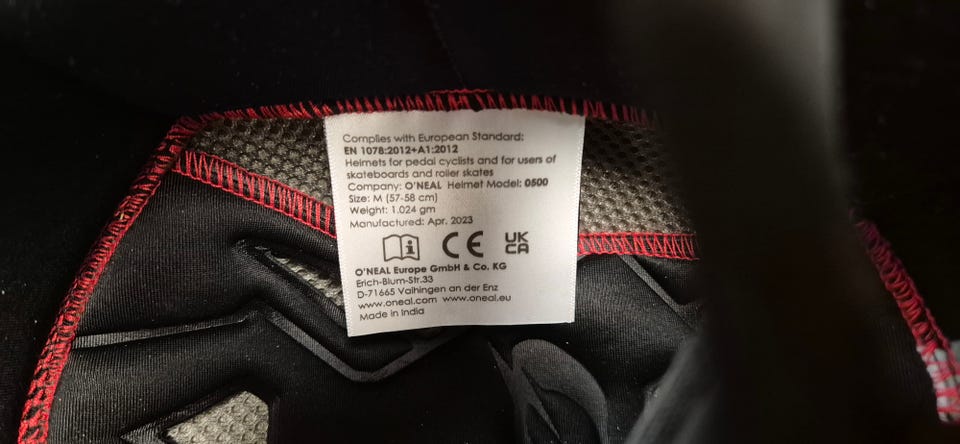 Complies with European Standard:
EN 1078:2012+A1:2012
Helmets for pedal cyclists and for users of
skateboards and roller skates
Company: O'NEAL Helmet Model: 0500
Size: M (57-58 cm)
Weight: 1.024 gm
Manufactured: Apr. 2023
i CE UK
CA
O'NEAL Europe GmbH & Co. KG
Erich-Blum-Str.33
D-71665 Vaihingen an der Enz
www.oneal.com www.oneal.eu
Made in India